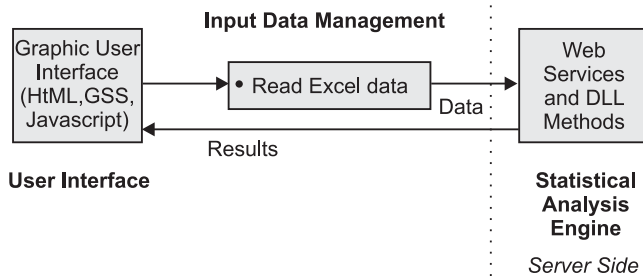 Input Data Management
Graphic User
Interface
(HtML,GSS,
Javascript)
• Read Excel data
Web
Services
and DLL
Methods
Data
Results
User Interface
Statistical
Analysis
Engine
Server Side